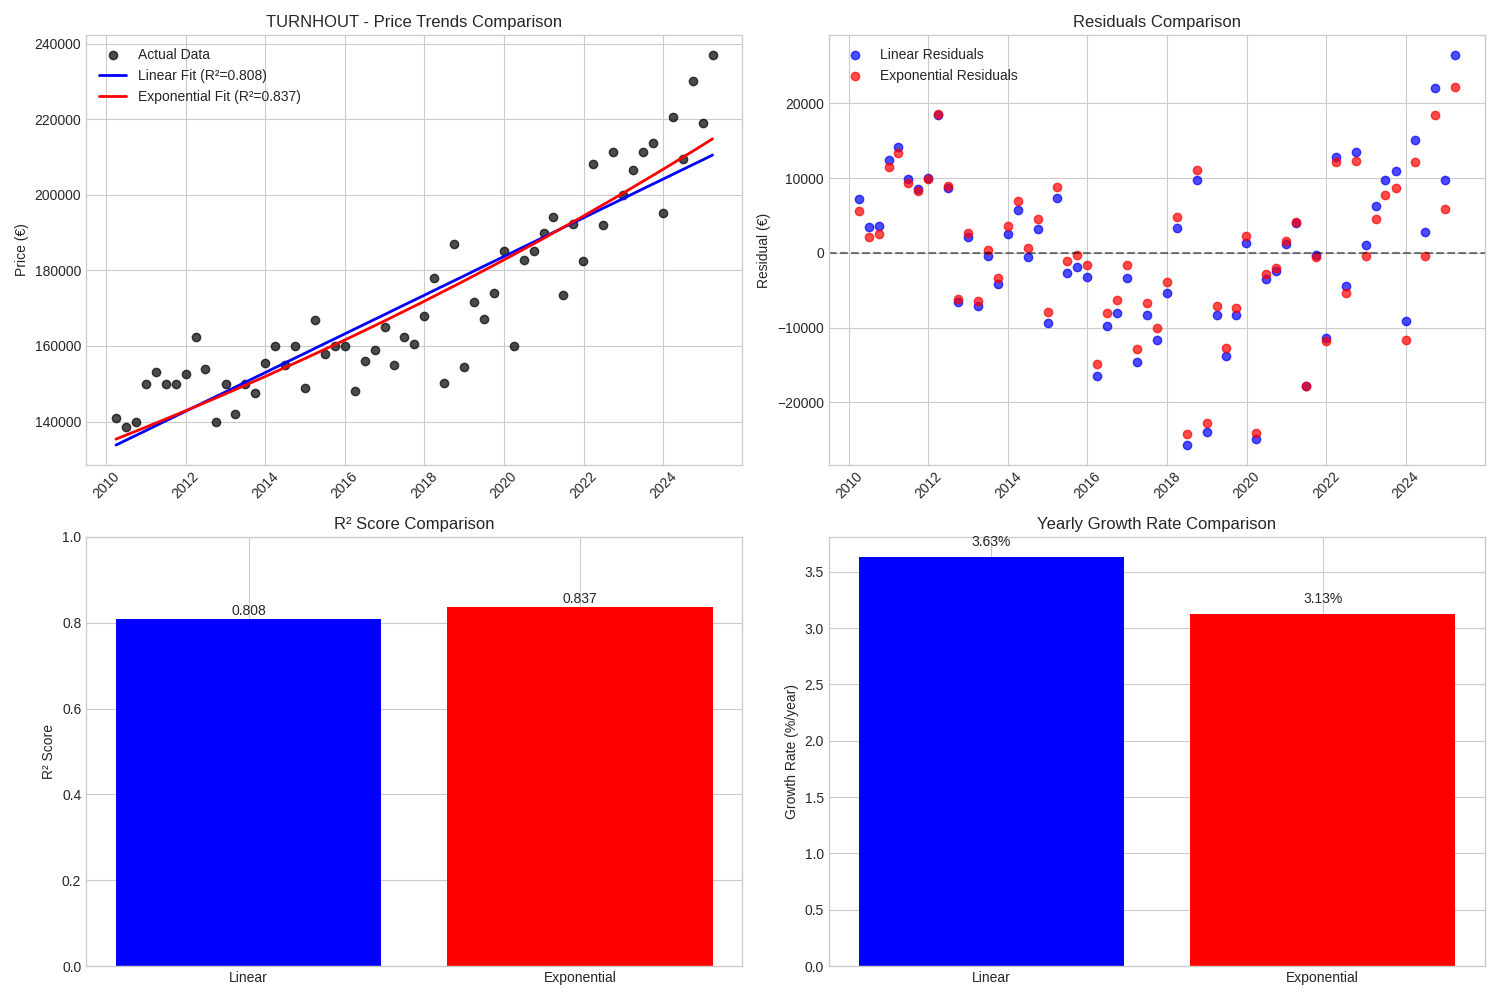 TURNHOUT - Price Trends Comparison
Price (€)
240000
220000
200000
180000
160000
140000
Actual Data
Linear Fit (R²=0.808)
Exponential Fit (R²=0.837)
2010
2012
2014
2016
2018
2020
2022
2024
Residuals Comparison
Residual (€)
20000
10000
0
−10000
−20000
Linear Residuals
Exponential Residuals
2010
2012
2014
2016
2018
2020
2022
2024
R² Score Comparison
R² Score
1.0
0.8
0.6
0.4
0.2
0.0
0.808
0.837
Linear
Exponential
Yearly Growth Rate Comparison
Growth Rate (%/year)
3.5
3.0
2.5
2.0
1.5
1.0
0.5
0.0
3.63%
3.13%
Linear
Exponential